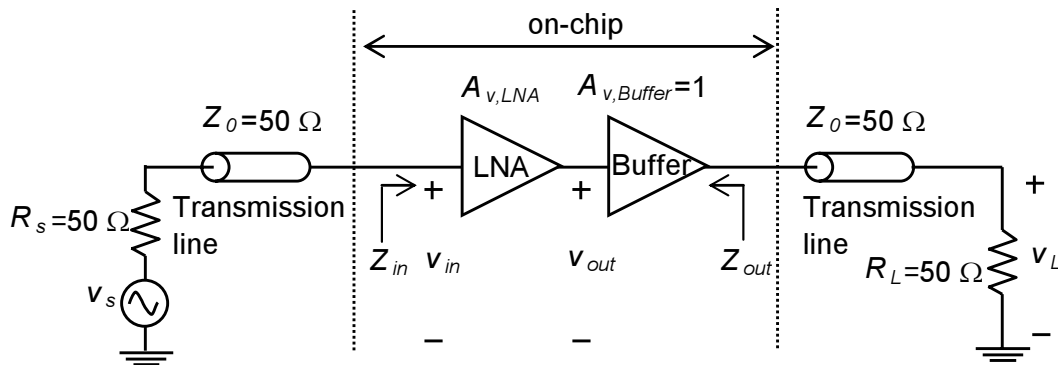 on-chip
A v,LNA
A v,Buffer=1
Z 0=50 Ω
Z 0=50 Ω
LNA
Buffer
+
+
+
R s=50 Ω
Transmission
line
Transmission
line
Z in
v in
v out
Z out
R L=50 Ω
v L
v s
−
−
−